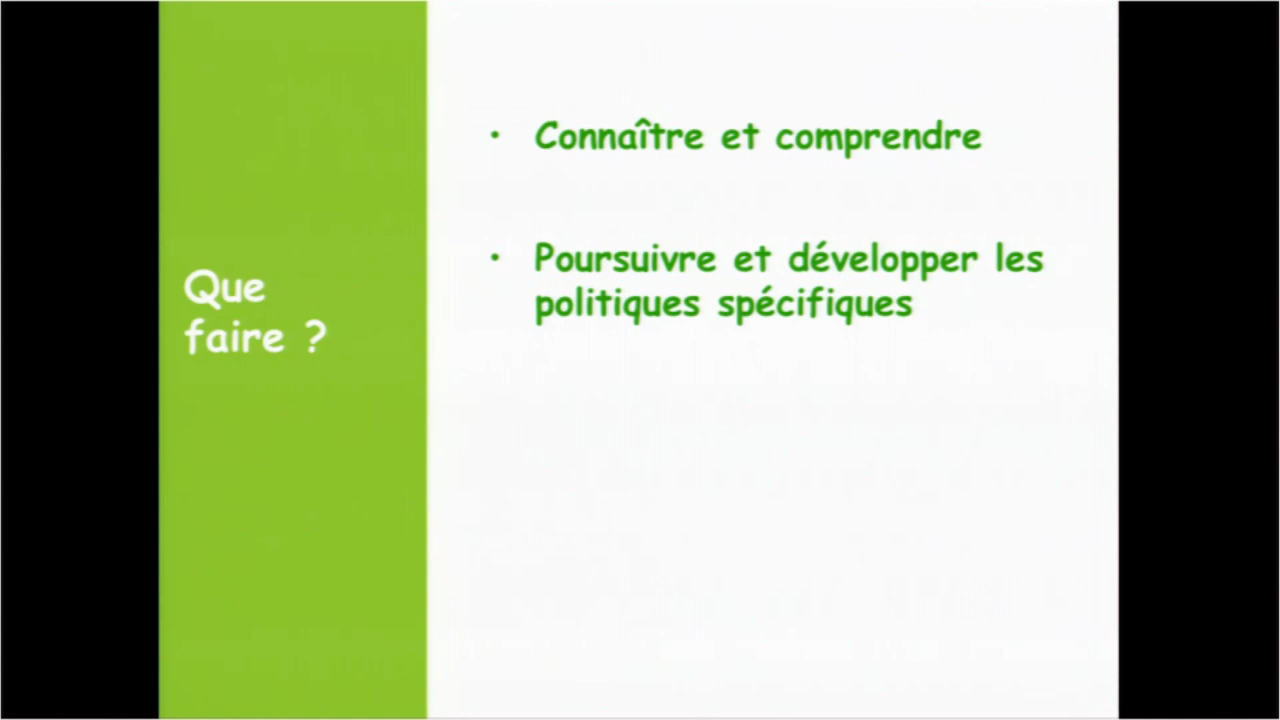 Que
faire ?
• Connaître et comprendre
• Poursuivre et développer les
politiques spécifiques